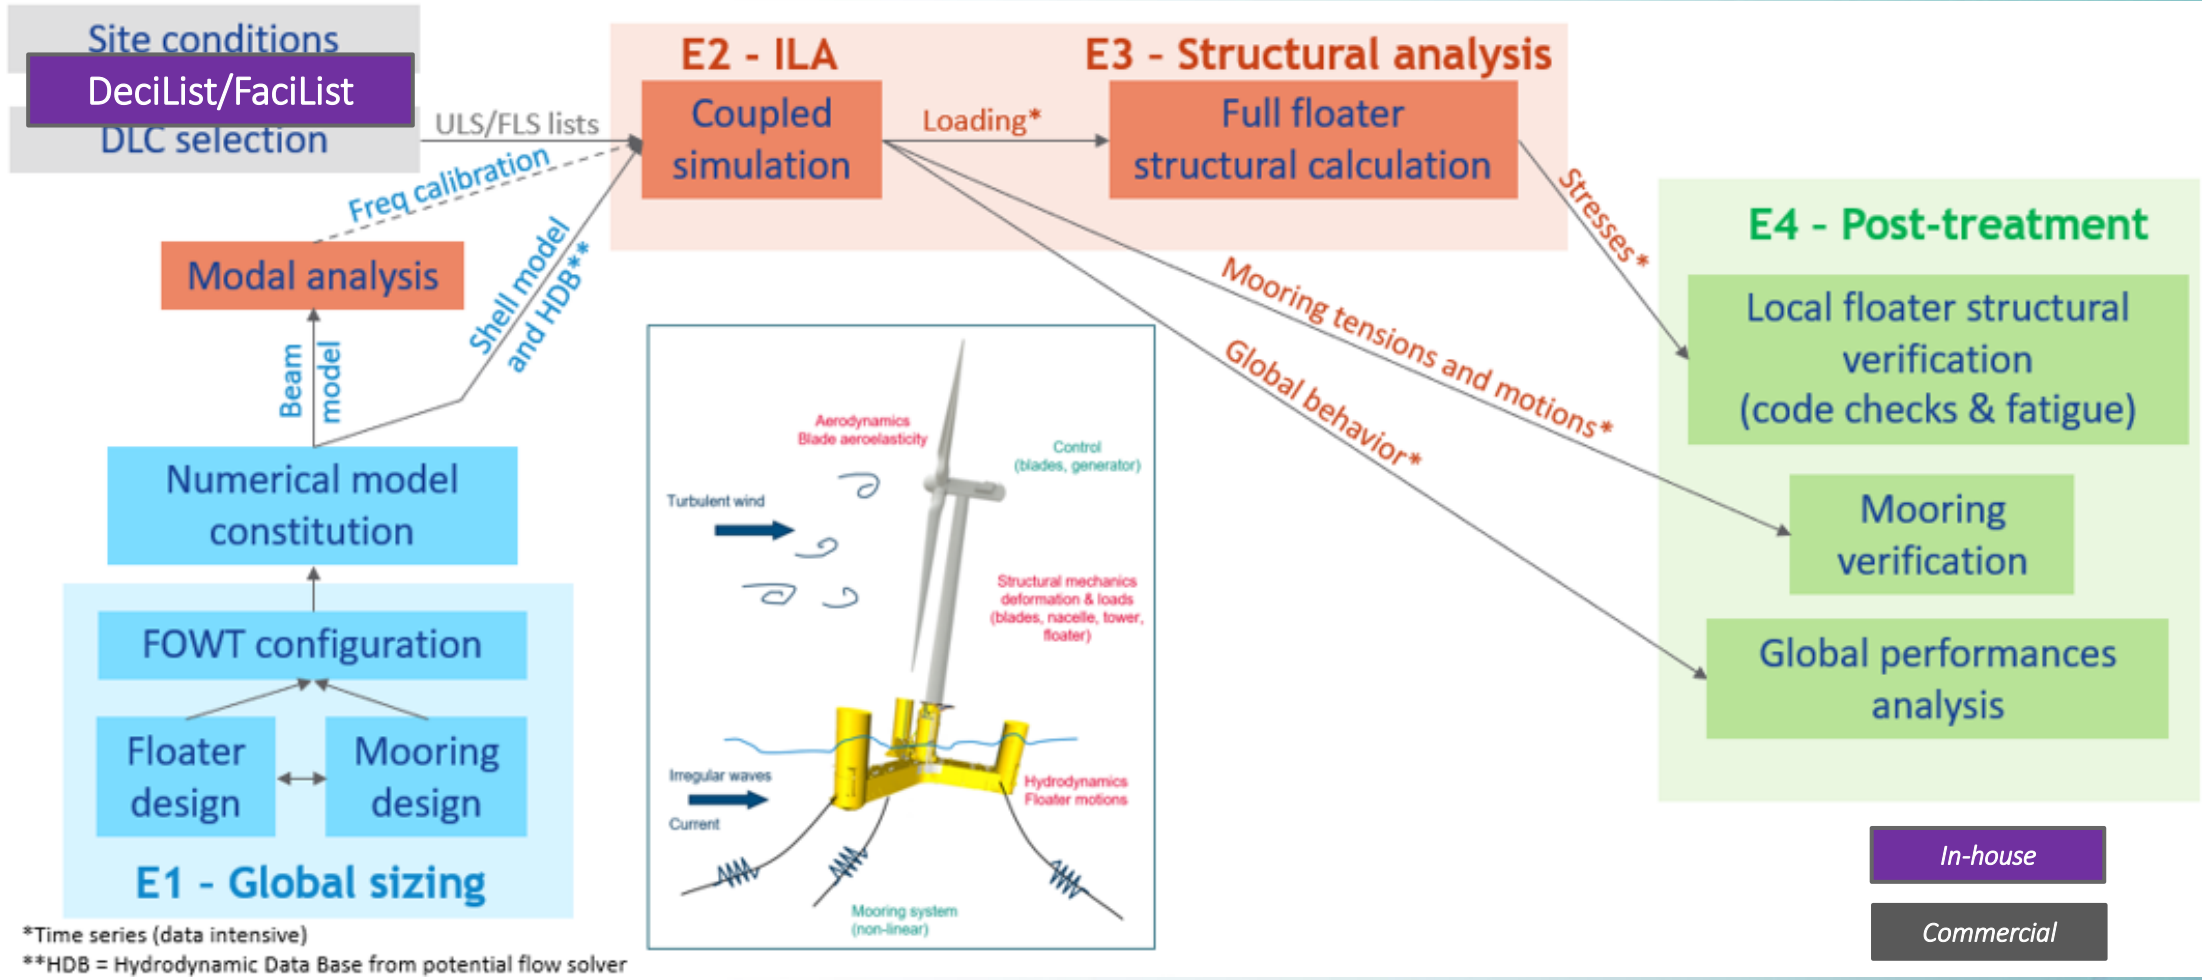 Site conditions
DeciList/FaciList
DLC selection
ULS/FLS lists
Freq calibration
Shell model
and HDB**
Modal analysis
Beam
model
Numerical model
constitution
FOWT configuration
Floater
design
Mooring
design
E1 - Global sizing
*Time series (data intensive)
**HDB = Hydrodynamic Data Base from potential flow solver
E2 - ILA
Coupled
simulation
Loading*
E3 - Structural analysis
Full floater
structural calculation
Stresses*
Mooring tensions and motions*
Global behavior*
Aerodynamics
Blade aeroelasticity
Control
(blades, generator)
Turbulent wind
Structural mechanics
deformation & loads
(blades, nacelle, tower,
floater)
Irregular waves
Current
Hydrodynamics
Floater motions
Mooring system
(non-linear)
E4 - Post-treatment
Local floater structural
verification
(code checks & fatigue)
Mooring
verification
Global performances
analysis
In-house
Commercial